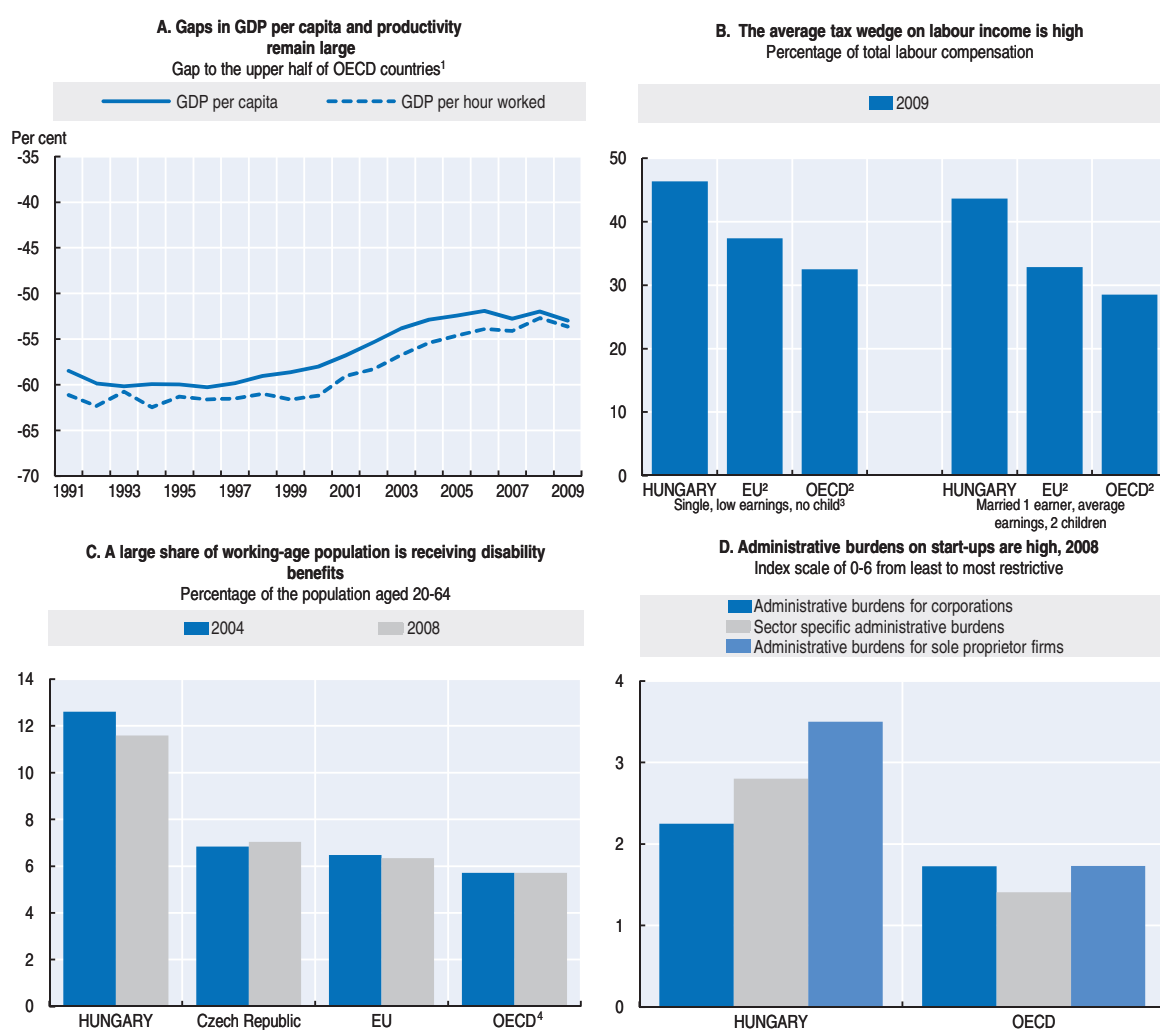 A. Gaps in GDP per capita and productivity
remain large
Gap to the upper half of OECD countries¹
GDP per capita
GDP per hour worked
Per cent
-35
-40
-45
-50
-55
-60
-65
-70
1991 1993 1995 1997 1999 2001 2003 2005 2007 2009
B. The average tax wedge on labour income is high
Percentage of total labour compensation
2009
50
40
30
20
10
0
HUNGARY EU² OECD² HUNGARY EU² OECD²
Single, low earnings, no child³
Married 1 earner, average
earnings, 2 children
C. A large share of working-age population is receiving disability
benefits
Percentage of the population aged 20-64
2004 2008
14
12
10
8
6
4
2
0
HUNGARY Czech Republic EU OECD⁴
D. Administrative burdens on start-ups are high, 2008
Index scale of 0-6 from least to most restrictive
Administrative burdens for corporations
Sector specific administrative burdens
Administrative burdens for sole proprietor firms
4
3
2
1
0
HUNGARY OECD